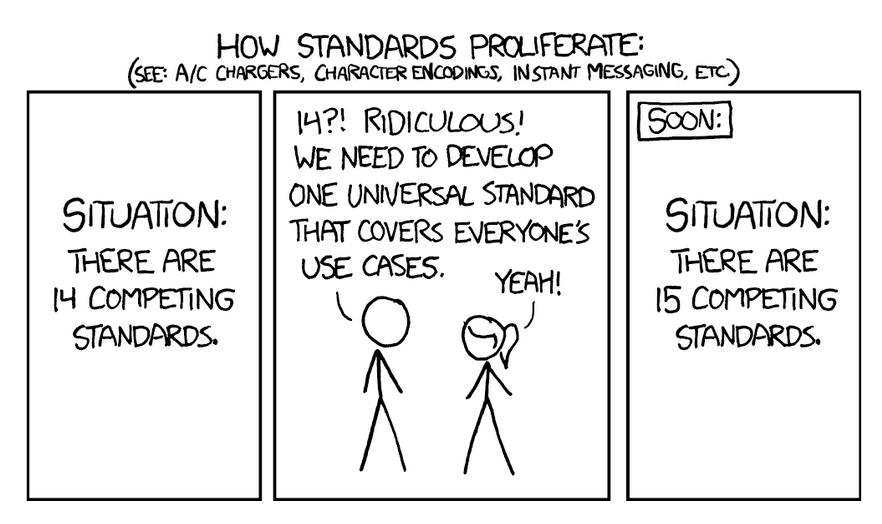 HOW STANDARDS PROLIFERATE:
(SEE: A/C CHARGERS, CHARACTER ENCODINGS, INSTANT MESSAGING, ETC.)
SITUATION:
THERE ARE
14 COMPETING
STANDARDS.
14?! RIDICULOUS!
WE NEED TO DEVELOP
ONE UNIVERSAL STANDARD
THAT COVERS EVERYONE'S
USE CASES.
YEAH!
SOON:
SITUATION:
THERE ARE
15 COMPETING
STANDARDS.